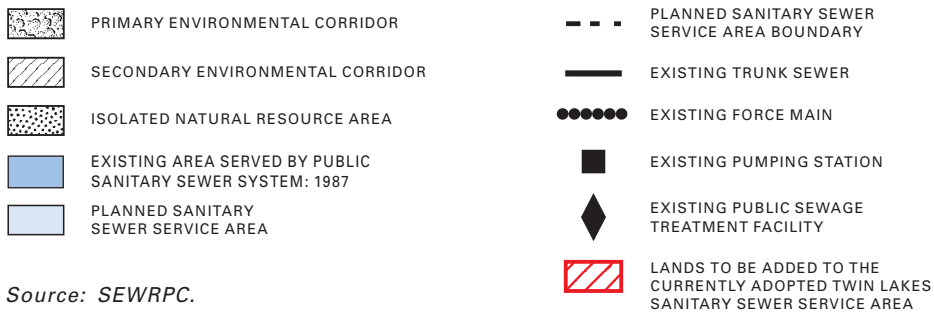 PRIMARY ENVIRONMENTAL CORRIDOR
SECONDARY ENVIRONMENTAL CORRIDOR
ISOLATED NATURAL RESOURCE AREA
EXISTING AREA SERVED BY PUBLIC
SANITARY SEWER SYSTEM: 1987
PLANNED SANITARY
SEWER SERVICE AREA
Source: SEWRPC.
PLANNED SANITARY SEWER
SERVICE AREA BOUNDARY
EXISTING TRUNK SEWER
EXISTING FORCE MAIN
EXISTING PUMPING STATION
EXISTING PUBLIC SEWAGE
TREATMENT FACILITY
LANDS TO BE ADDED TO THE
CURRENTLY ADOPTED TWIN LAKES
SANITARY SEWER SERVICE AREA